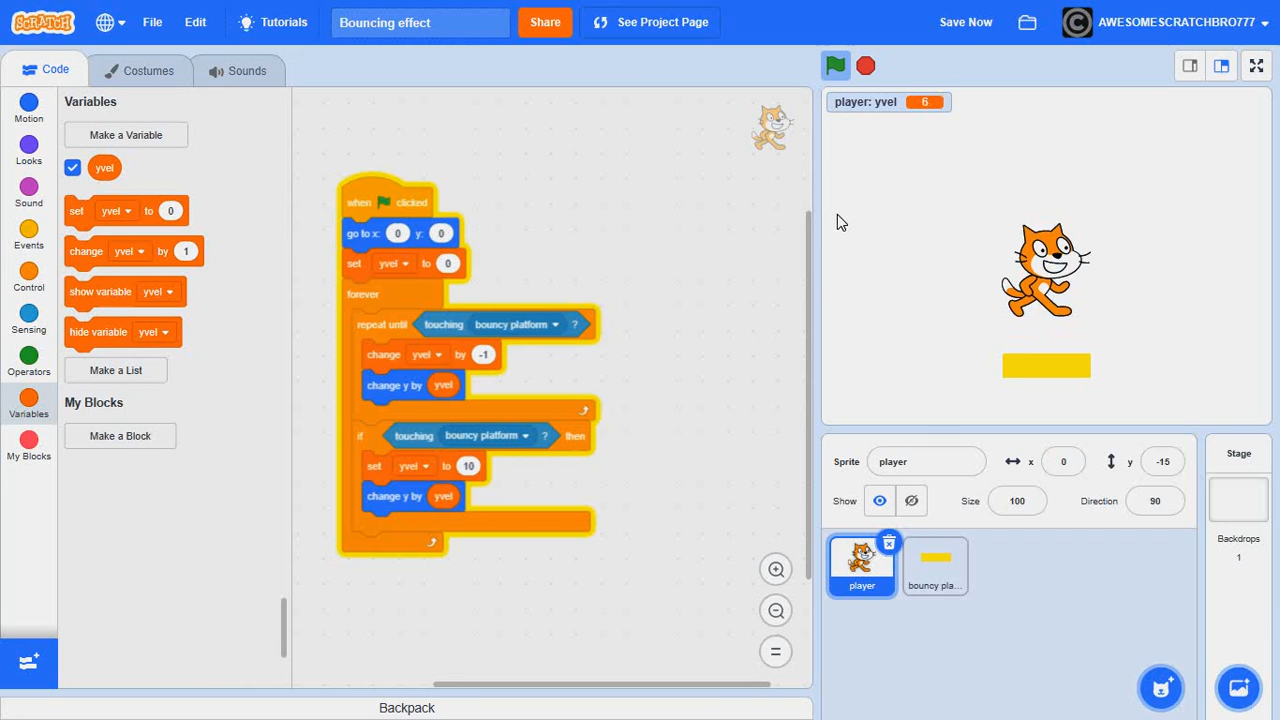 SCRATCH File Edit Tutorials Bouncing effect Share See Project Page Save Now AWESOMESCRATCHBRO777
Code Costumes Sounds
Motion
Looks
Sound
Events
Control
Sensing
Operators
Variables
My Blocks
Variables
Make a Variable
yvel
set yvel to 0
change yvel by 1
show variable yvel
hide variable yvel
Make a List
My Blocks
Make a Block
when clicked
go to x: 0 y: 0
set yvel to 0
forever
repeat until touching bouncy platform ?
change yvel by -1
change y by yvel
if touching bouncy platform ? then
set yvel to 10
change y by yvel
Backpack
player: yvel 6
Sprite player x 0 y -15
Show Size 100 Direction 90
player bouncy pla...
Stage
Backdrops
1